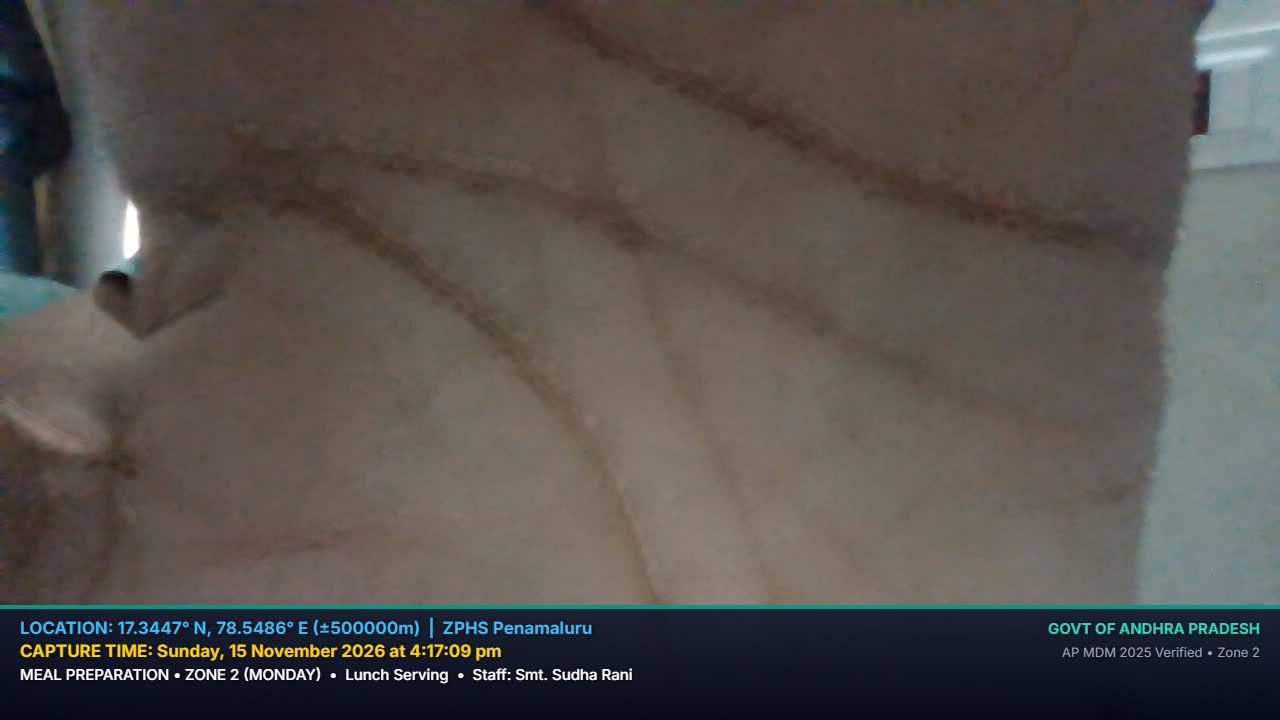 LOCATION: 17.3447° N, 78.5486° E (±500000m) | ZPHS Penamaluru
CAPTURE TIME: Sunday, 15 November 2026 at 4:17:09 pm
MEAL PREPARATION • ZONE 2 (MONDAY) • Lunch Serving • Staff: Smt. Sudha Rani
GOVT OF ANDHRA PRADESH
AP MDM 2025 Verified • Zone 2